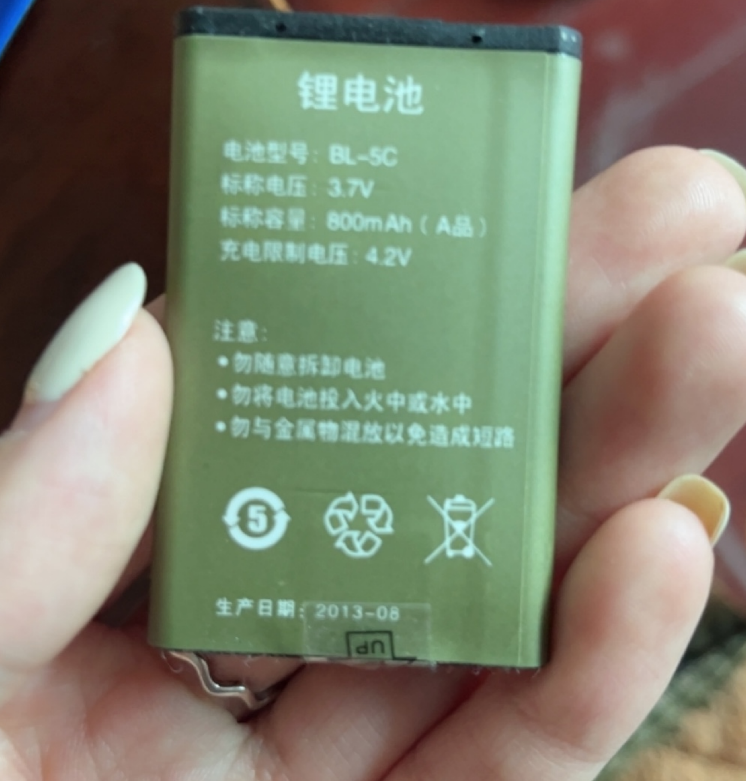 锂电池
电池型号: BL-5C
标称电压: 3.7V
标称容量: 800mAh（A品）
充电限制电压: 4.2V
注意:
•勿随意拆卸电池
•勿将电池投入火中或水中
•勿与金属物混放以免造成短路
5
生产日期: 2013-08
UP